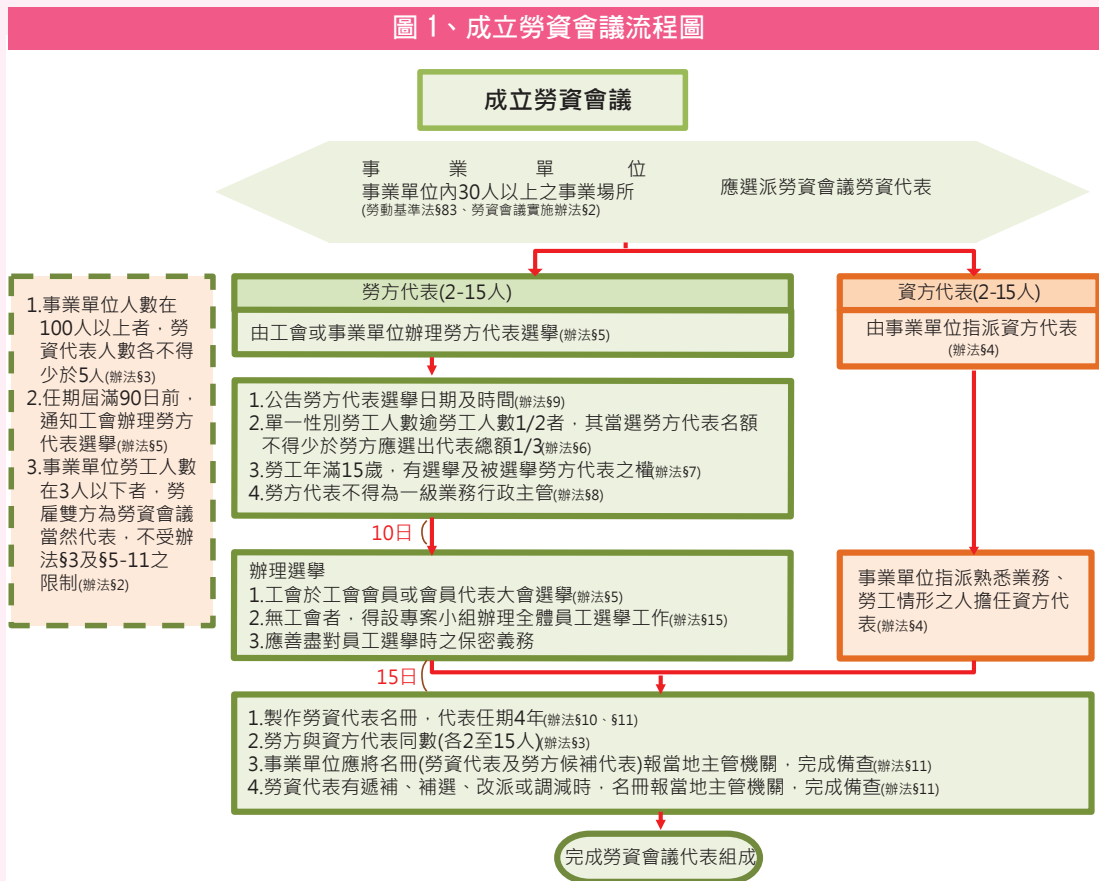 圖 1、成立勞資會議流程圖
成立勞資會議
事業單位
事業單位內30人以上之事業場所
(勞動基準法§83、勞資會議實施辦法§2)
應選派勞資會議勞資代表
1.事業單位人數在
100人以上者，勞
資代表人數各不得
少於5人(辦法§3)
2.任期屆滿90日前，
通知工會辦理勞方
代表選舉(辦法§5)
3.事業單位勞工人數
在3人以下者，勞
雇雙方為勞資會議
當然代表，不受辦
法§3及§5-11之
限制(辦法§2)
勞方代表(2-15人)
由工會或事業單位辦理勞方代表選舉(辦法§5)
資方代表(2-15人)
由事業單位指派資方代表
(辦法§4)
1.公告勞方代表選舉日期及時間(辦法§9)
2.單一性別勞工人數逾勞工人數1/2者，其當選勞方代表名額
不得少於勞方應選出代表總額1/3(辦法§6)
3.勞工年滿15歲，有選舉及被選舉勞方代表之權(辦法§7)
4.勞方代表不得為一級業務行政主管(辦法§8)
10日
辦理選舉
1.工會於工會會員或會員代表大會選舉(辦法§5)
2.無工會者，得設專案小組辦理全體員工選舉工作(辦法§15)
3.應善盡對員工選舉時之保密義務
事業單位指派熟悉業務、
勞工情形之人擔任資方代
表(辦法§4)
15日
1.製作勞資代表名冊，代表任期4年(辦法§10、§11)
2.勞方與資方代表同數(各2至15人)(辦法§3)
3.事業單位應將名冊(勞資代表及勞方候補代表)報當地主管機關，完成備查(辦法§11)
4.勞資代表有遞補、補選、改派或調減時，名冊報當地主管機關，完成備查(辦法§11)
完成勞資會議代表組成